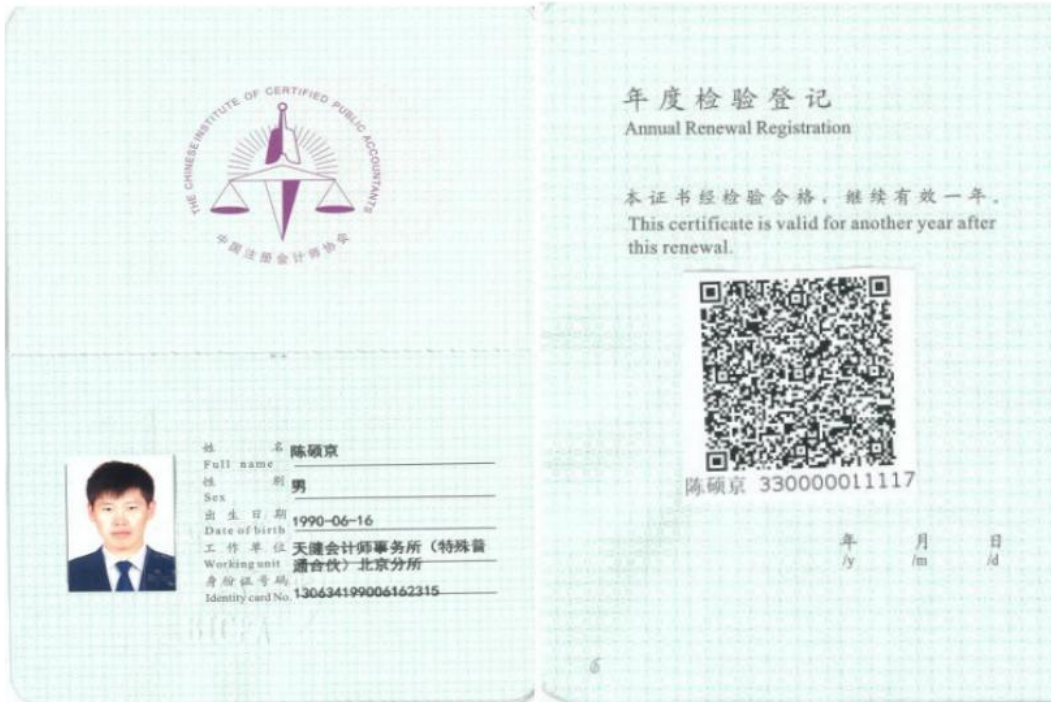 THE CHINESE INSTITUTE OF CERTIFIED PUBLIC ACCOUNTANTS
中国注册会计师协会
姓 名 陈硕京
Full name
性 别 男
Sex
出生日期 1990-06-16
Date of birth
工作单位 天健会计师事务所（特殊普
Working unit 通合伙）北京分所
身份证号码
Identity card No. 130634199006162315
年度检验登记
Annual Renewal Registration
本证书经检验合格，继续有效一年。
This certificate is valid for another year after
this renewal.
陈硕京 330000011117
年 月 日
/y /m /d
6